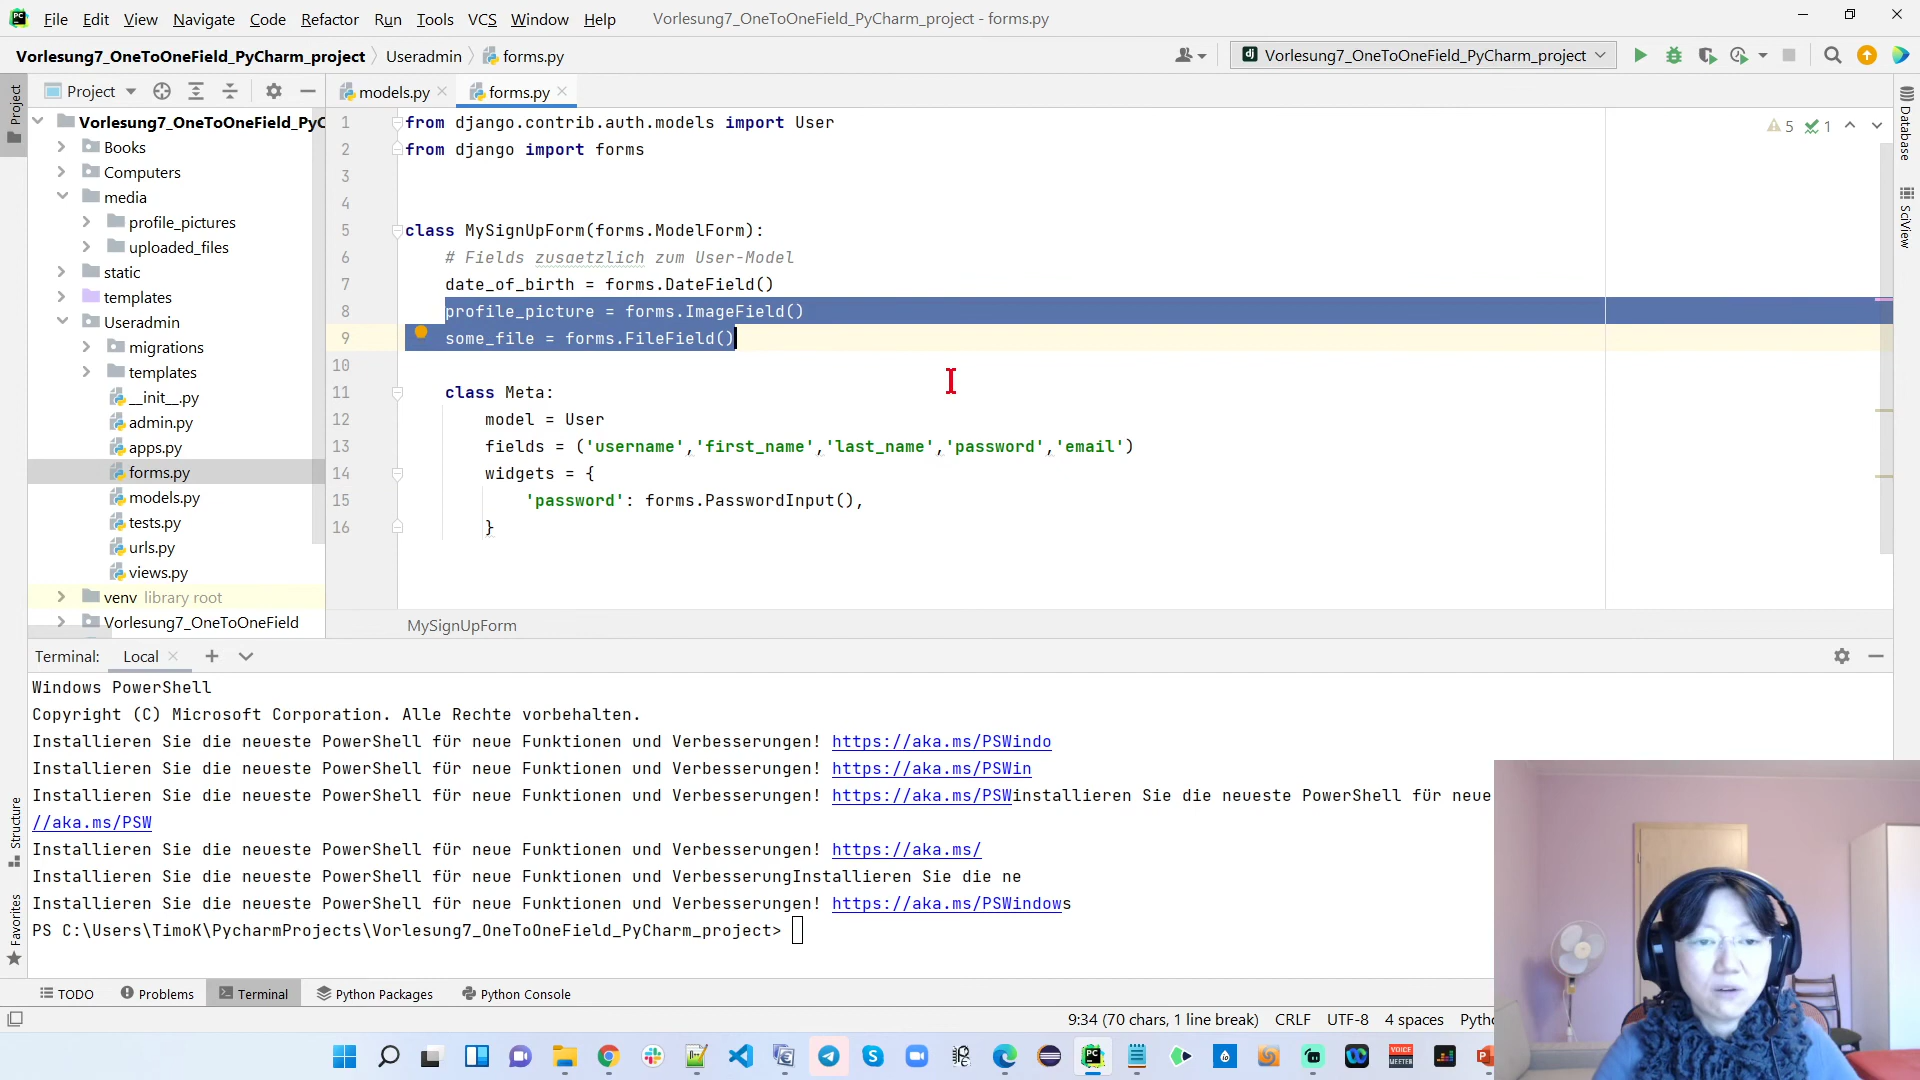 File Edit View Navigate Code Refactor Run Tools VCS Window Help Vorlesung7_OneToOneField_PyCharm_project - forms.py
Vorlesung7_OneToOneField_PyCharm_project Useradmin forms.py Vorlesung7_OneToOneField_PyCharm_project
Project models.py forms.py
Project
Vorlesung7_OneToOneField_PyC
Books
Computers
media
profile_pictures
uploaded_files
static
templates
Useradmin
migrations
templates
__init__.py
admin.py
apps.py
forms.py
models.py
tests.py
urls.py
views.py
venv library root
Vorlesung7_OneToOneField
1 from django.contrib.auth.models import User
2 from django import forms
3
4
5 class MySignUpForm(forms.ModelForm):
6 # Fields zusaetzlich zum User-Model
7 date_of_birth = forms.DateField()
8 profile_picture = forms.ImageField()
9 some_file = forms.FileField()
10
11 class Meta:
12 model = User
13 fields = ('username','first_name','last_name','password','email')
14 widgets = {
15 'password': forms.PasswordInput(),
16 }
5 1
Database
SciView
MySignUpForm
Terminal: Local
Windows PowerShell
Copyright (C) Microsoft Corporation. Alle Rechte vorbehalten.
Installieren Sie die neueste PowerShell für neue Funktionen und Verbesserungen! https://aka.ms/PSWindo
Installieren Sie die neueste PowerShell für neue Funktionen und Verbesserungen! https://aka.ms/PSWin
Installieren Sie die neueste PowerShell für neue Funktionen und Verbesserungen! https://aka.ms/PSWinstallieren Sie die neueste PowerShell für neue
//aka.ms/PSW
Installieren Sie die neueste PowerShell für neue Funktionen und Verbesserungen! https://aka.ms/
Installieren Sie die neueste PowerShell für neue Funktionen und VerbesserungInstallieren Sie die ne
Installieren Sie die neueste PowerShell für neue Funktionen und Verbesserungen! https://aka.ms/PSWindows
PS C:\Users\TimoK\PycharmProjects\Vorlesung7_OneToOneField_PyCharm_project>
Structure
Favorites
TODO Problems Terminal Python Packages Python Console
9:34 (70 chars, 1 line break) CRLF UTF-8 4 spaces Pytho
VOICE
MEETER